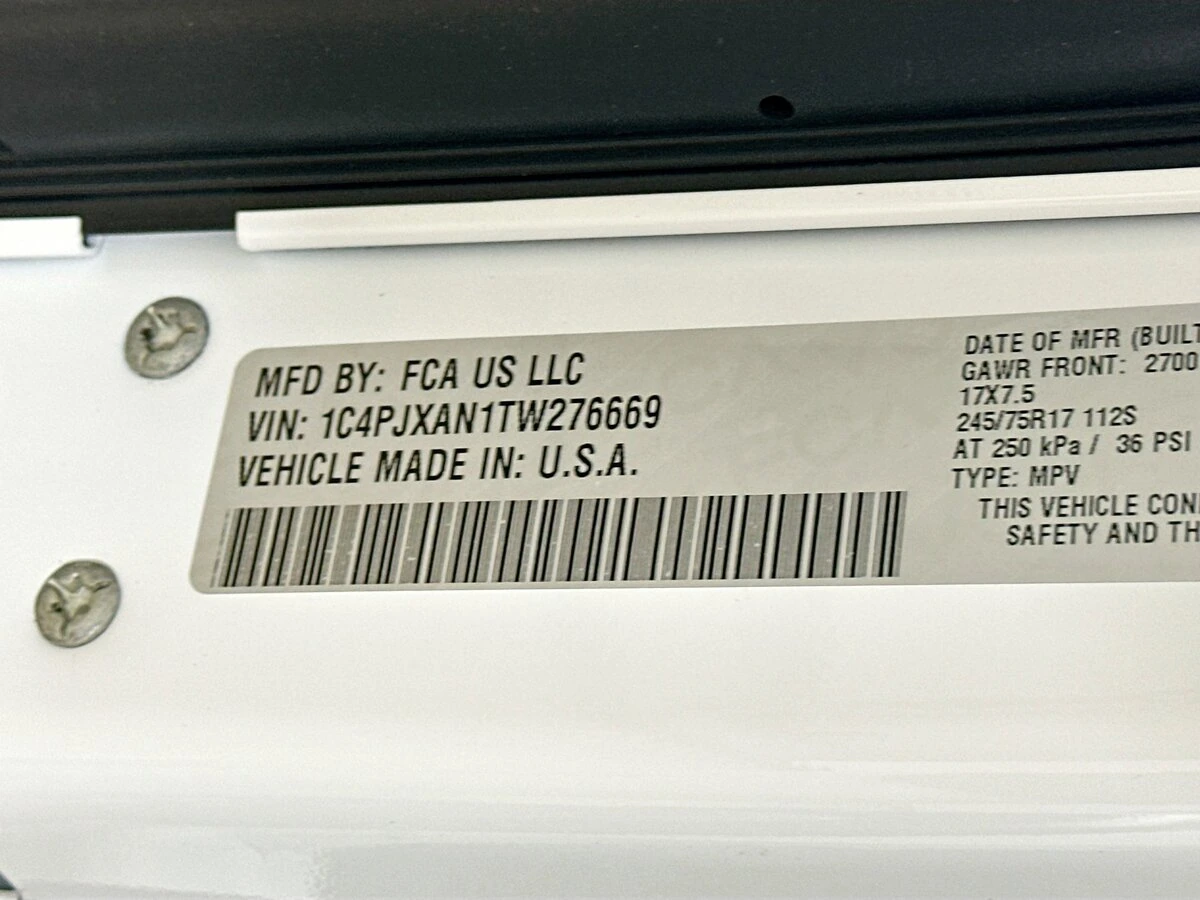 MFD BY: FCA US LLC
VIN: 1C4PJXAN1TW276669
VEHICLE MADE IN: U.S.A.
DATE OF MFR (BUILT
GAWR FRONT: 2700
17X7.5
245/75R17 112S
AT 250 kPa / 36 PSI
TYPE: MPV
THIS VEHICLE CON
SAFETY AND TH